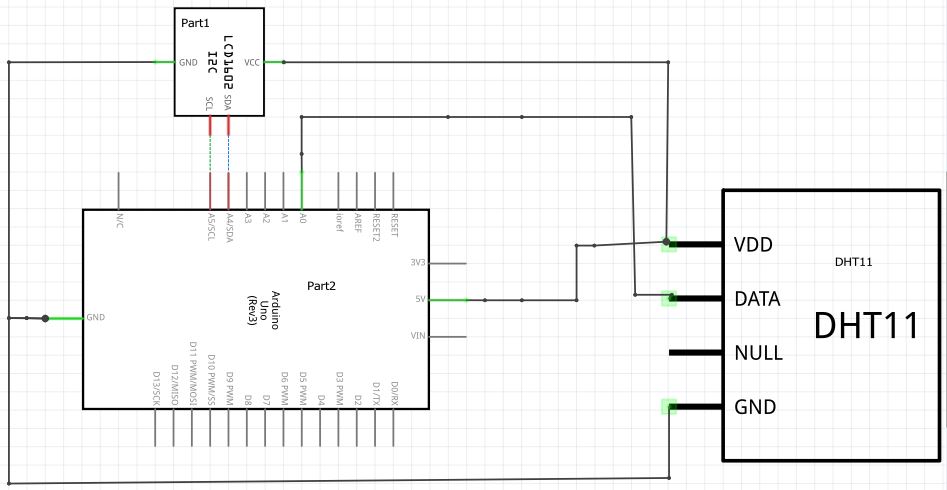 Part1
LCD1602
I2C
GND
VCC
SCL
SDA
N/C
A5/SCL
A4/SDA
A3
A2
A1
A0
ioref
AREF
RESET2
RESET
3V3
5V
VIN
Part2
Arduino
Uno
(Rev3)
GND
D13/SCK
D12/MISO
D11 PWM/MOSI
D10 PWM/SS
D9 PWM
D8
D7
D6 PWM
D5 PWM
D4
D3 PWM
D2
D1/TX
D0/RX
VDD
DATA
NULL
GND
DHT11
DHT11